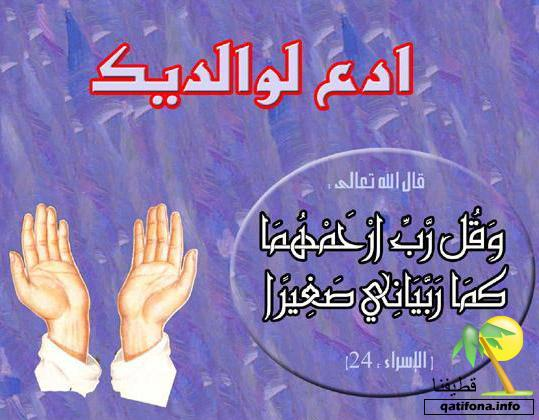 ادع لوالديك
قال الله تعالى :
وَقُل رَّبِّ ارْحَمْهُمَا
كَمَا رَبَّيَانِي صَغِيرًا
[ الإسراء : 24]
قطيفنا
qatifona.info